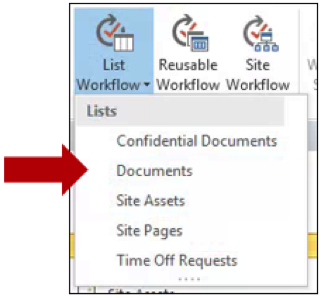 List Workflow
Reusable Workflow
Site Workflow
W
Lists
Confidential Documents
Documents
Site Assets
Site Pages
Time Off Requests
Site Assets